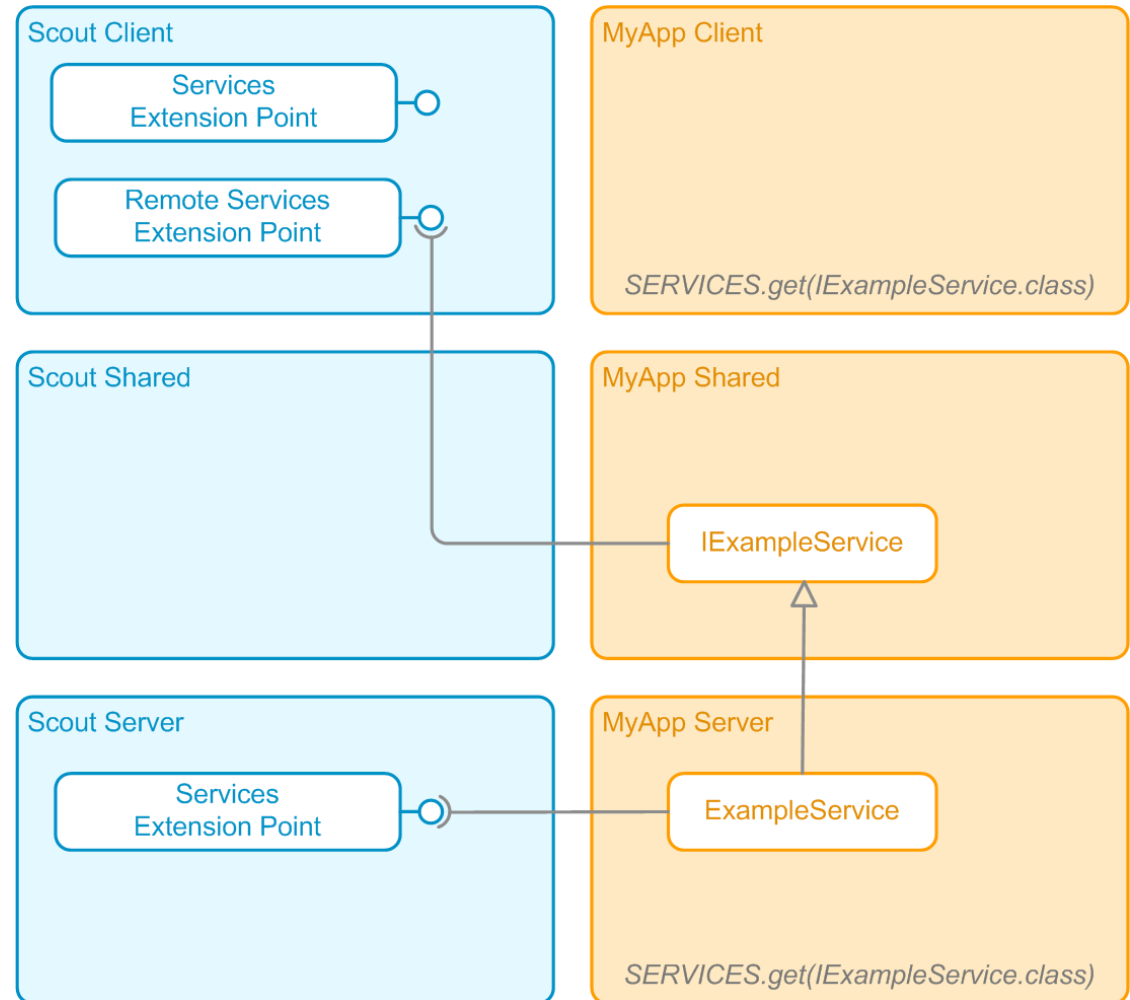 Scout Client
Services
Extension Point
Remote Services
Extension Point
MyApp Client
SERVICES.get(IExampleService.class)
Scout Shared
MyApp Shared
IExampleService
Scout Server
Services
Extension Point
MyApp Server
ExampleService
SERVICES.get(IExampleService.class)